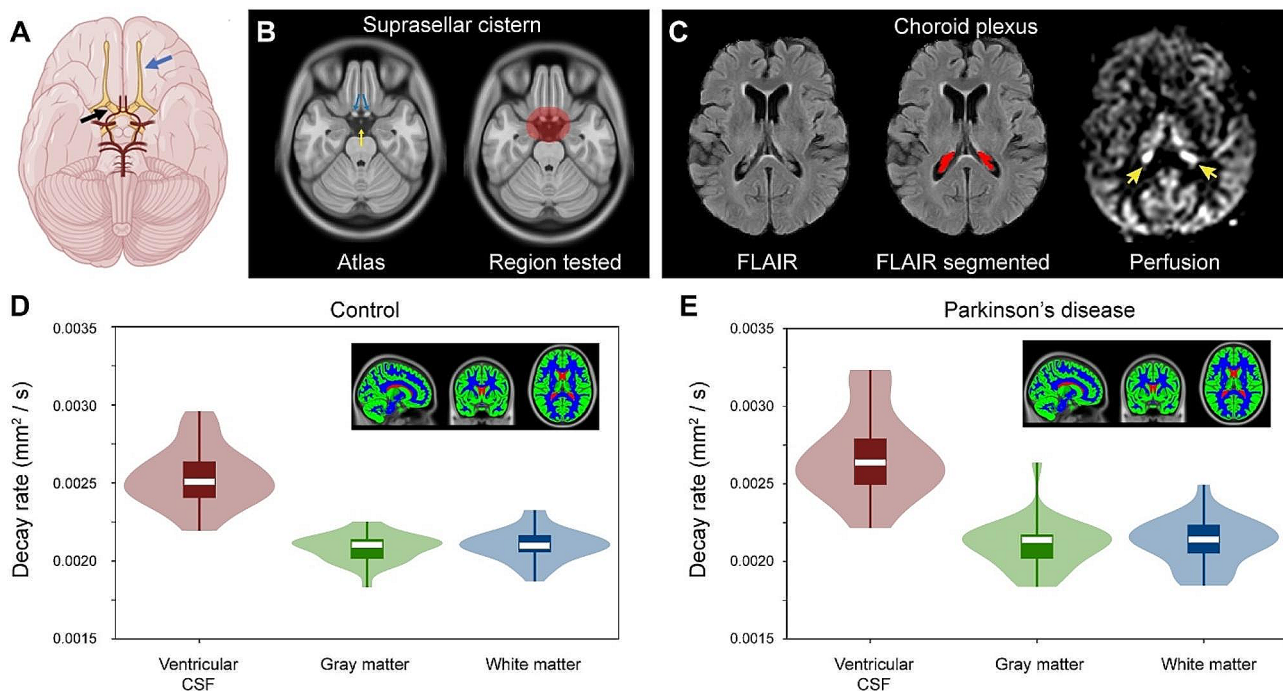 A
B
Suprasellar cistern
Atlas
Region tested
C
Choroid plexus
FLAIR
FLAIR segmented
Perfusion
D
Control
Decay rate (mm² / s)
0.0035
0.0030
0.0025
0.0020
0.0015
Ventricular
CSF
Gray matter
White matter
E
Parkinson’s disease
Decay rate (mm² / s)
0.0035
0.0030
0.0025
0.0020
0.0015
Ventricular
CSF
Gray matter
White matter